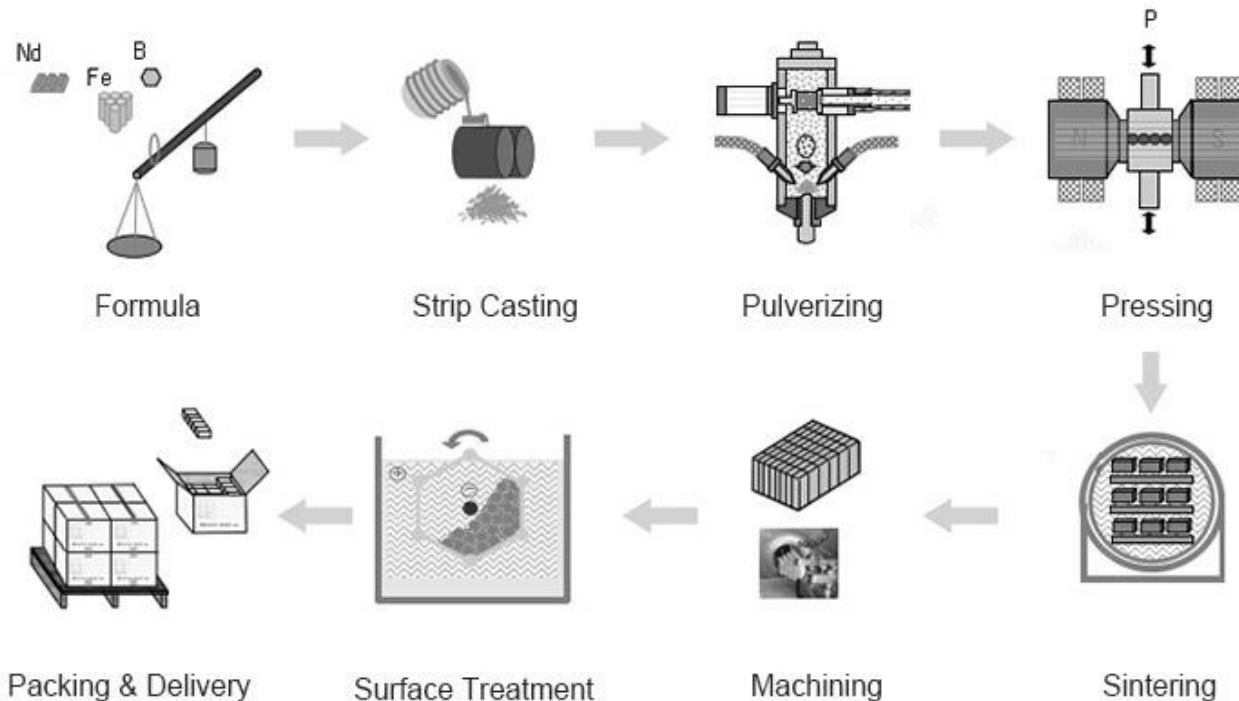 Nd
Fe
B
P
N
S
Formula
Strip Casting
Pulverizing
Pressing
Packing & Delivery
Surface Treatment
Machining
Sintering